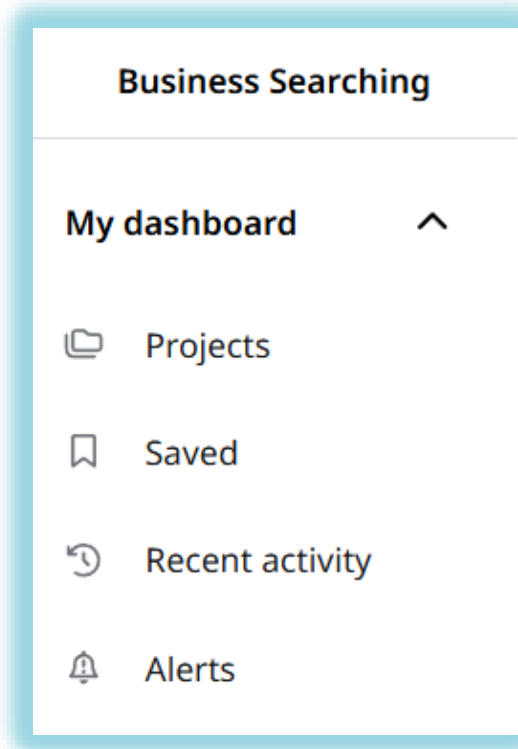 Business Searching
My dashboard
Projects
Saved
Recent activity
Alerts